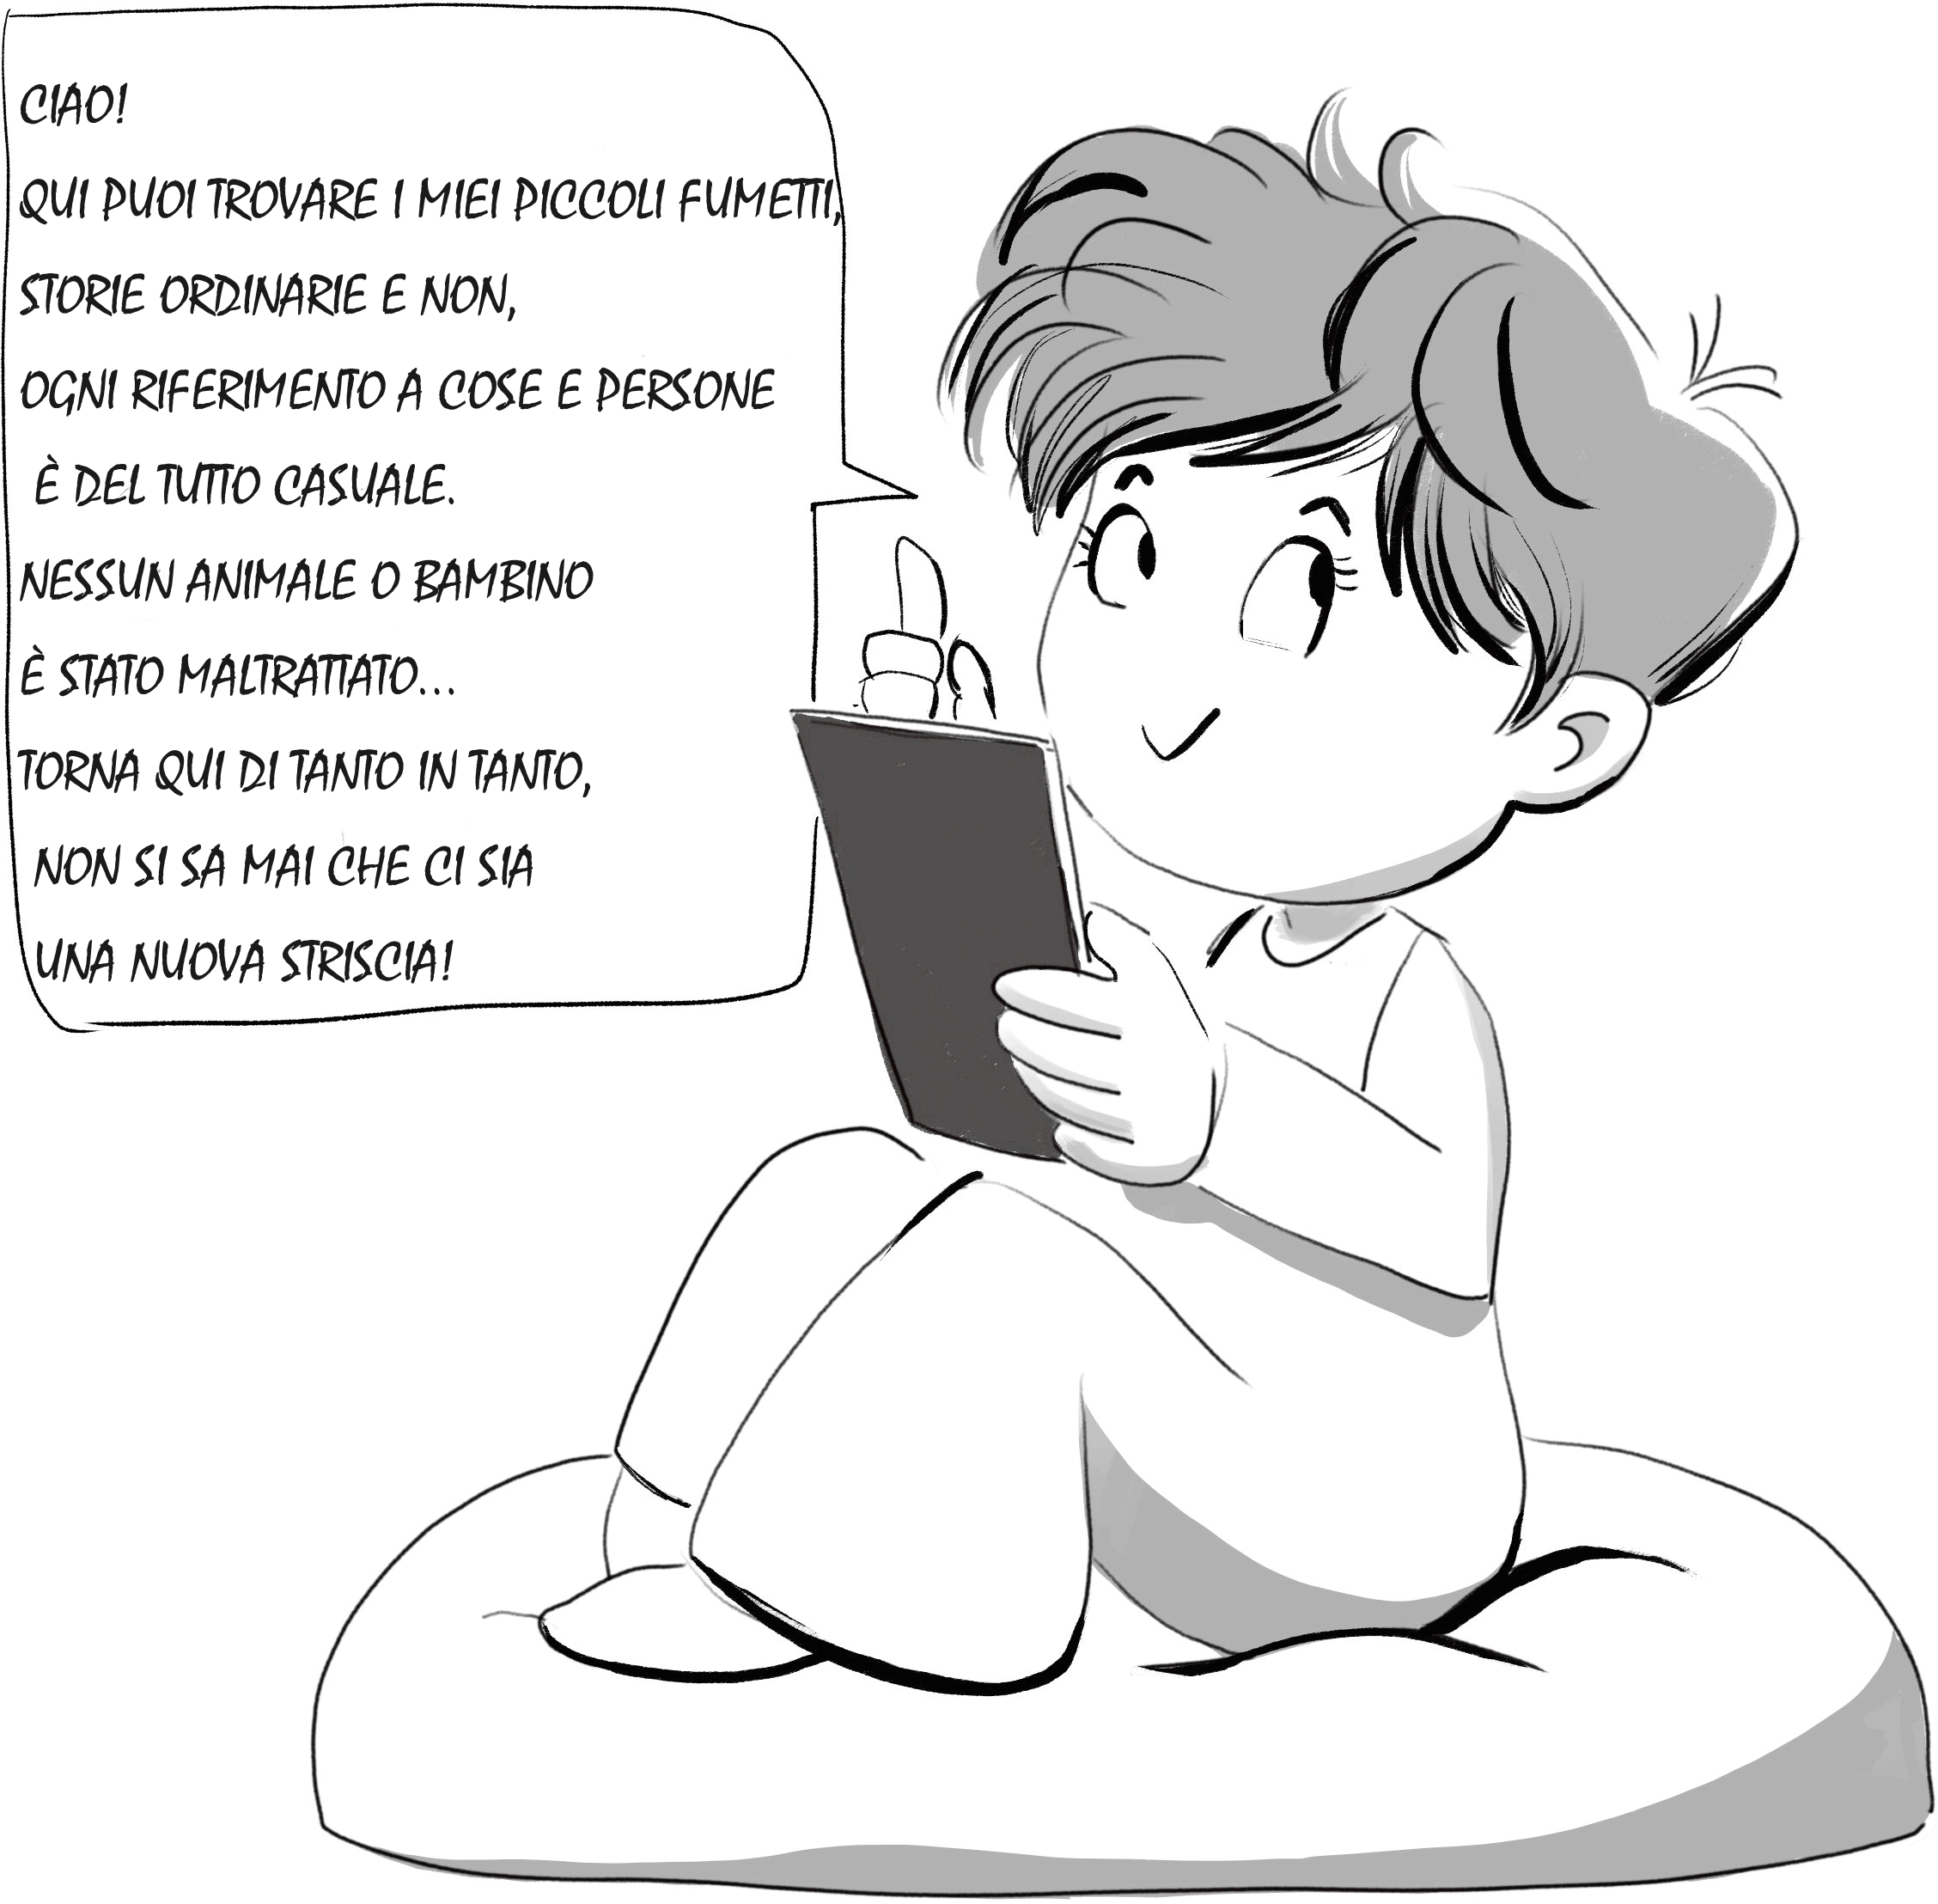 CIAO!
QUI PUOI TROVARE I MIEI PICCOLI FUMETTI,
STORIE ORDINARIE E NON,
OGNI RIFERIMENTO A COSE E PERSONE
È DEL TUTTO CASUALE.
NESSUN ANIMALE O BAMBINO
È STATO MALTRATTATO...
TORNA QUI DI TANTO IN TANTO,
NON SI SA MAI CHE CI SIA
UNA NUOVA STRISCIA!